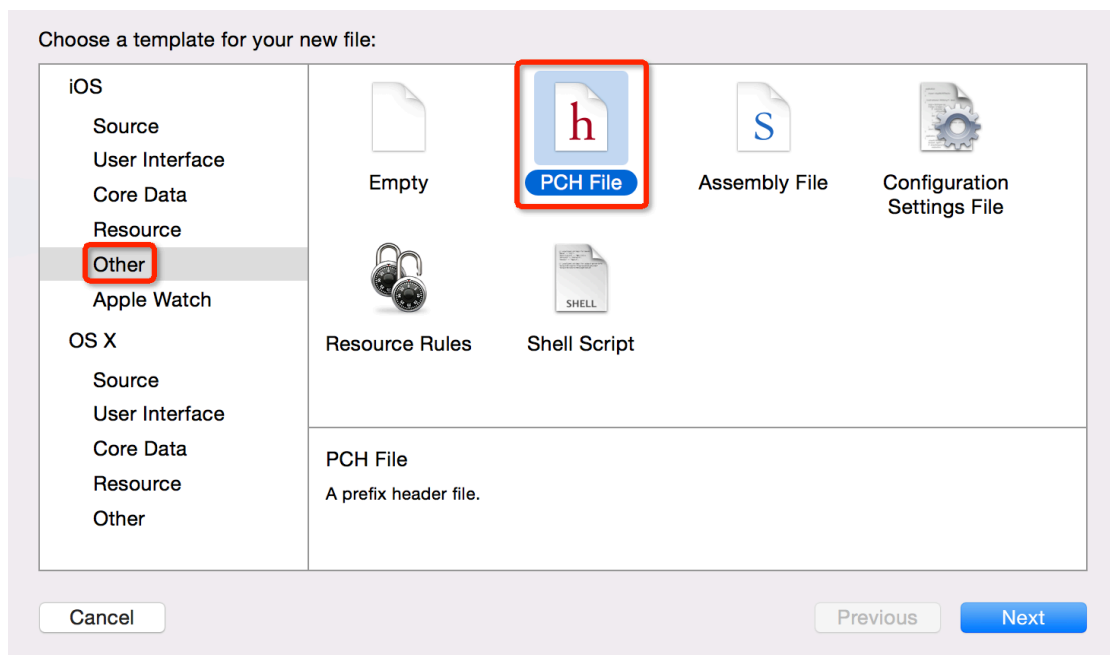 Choose a template for your new file:
iOS
Source
User Interface
Core Data
Resource
Other
Apple Watch
OS X
Source
User Interface
Core Data
Resource
Other
Empty
h
PCH File
S
Assembly File
Configuration
Settings File
Resource Rules
SHELL
Shell Script
PCH File
A prefix header file.
Cancel
Previous
Next